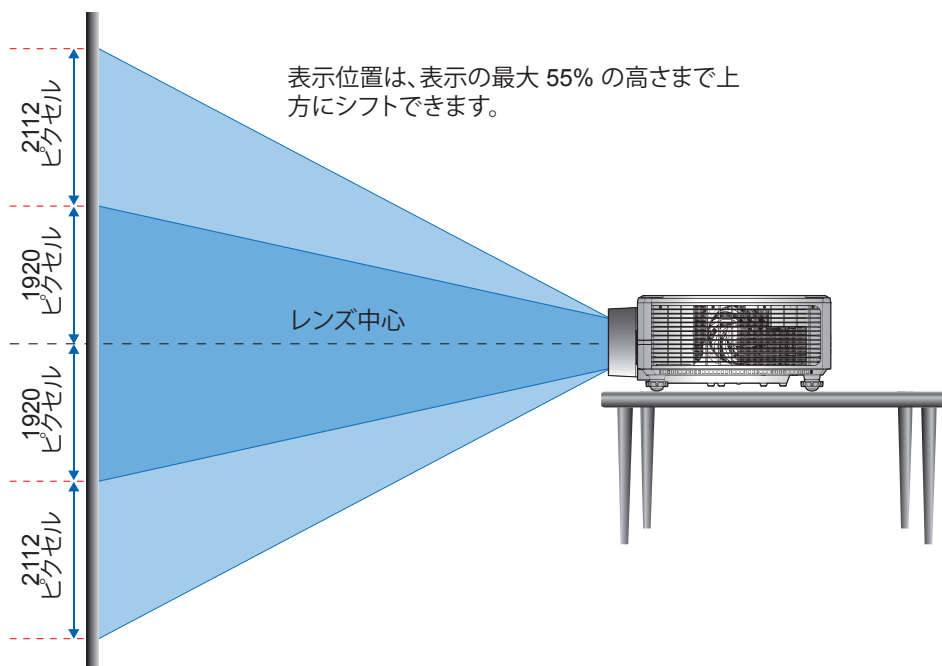 表示位置は、表示の最大 55% の高さまで上
方にシフトできます。
2112
ピクセル
1920
ピクセル
レンズ中心
1920
ピクセル
2112
ピクセル